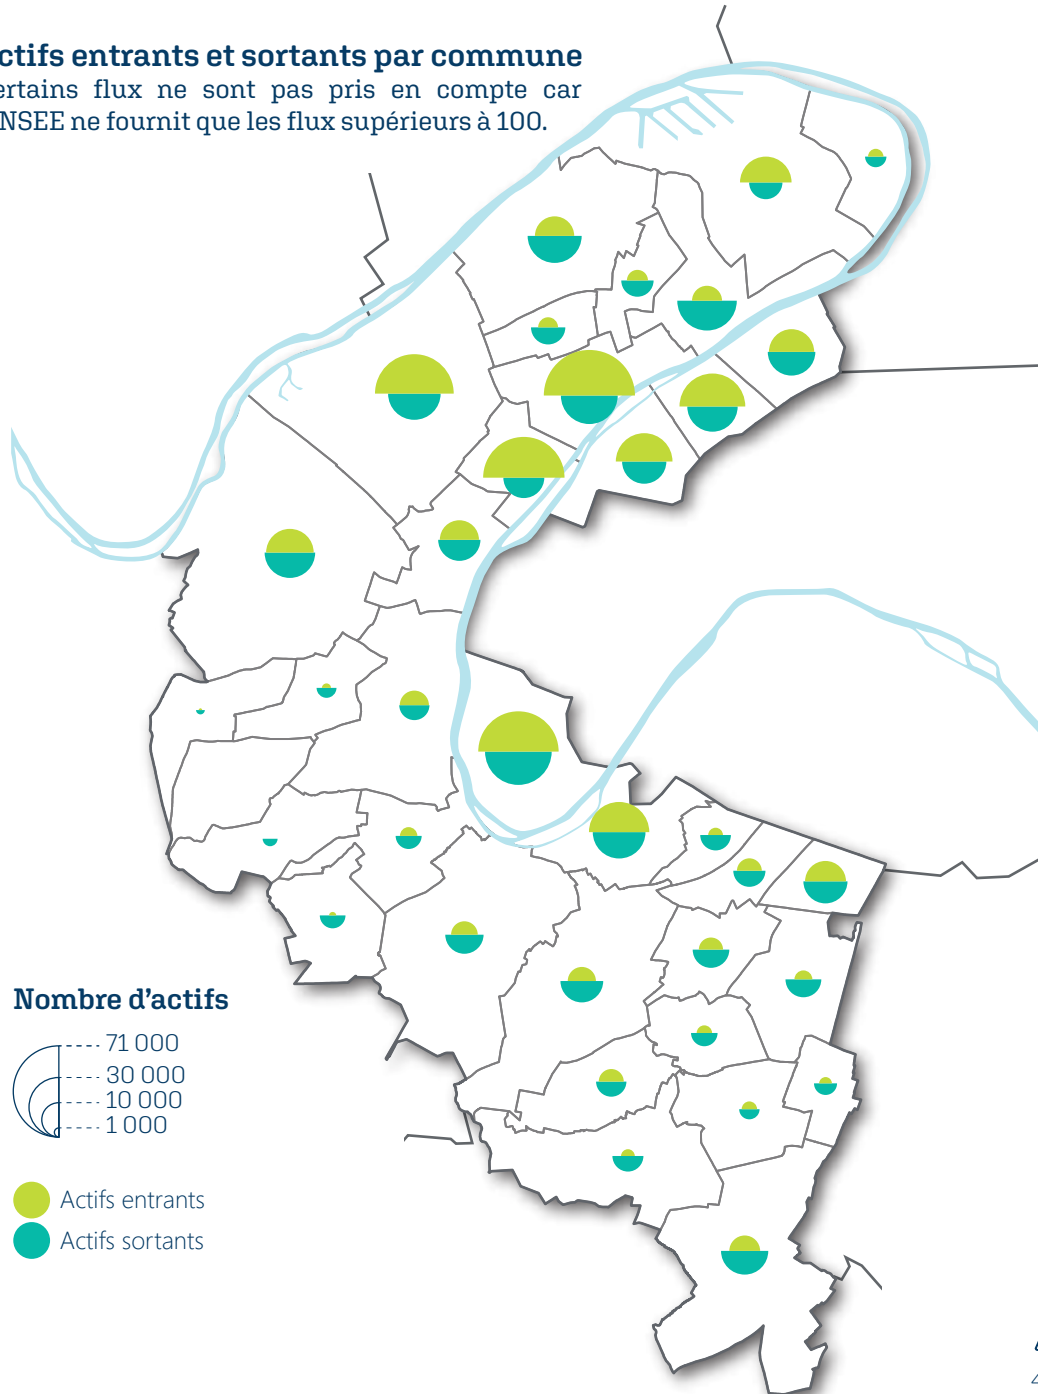 ctifs entrants et sortants par commune
ertains flux ne sont pas pris en compte car
NSEE ne fournit que les flux supérieurs à 100.
Nombre d'actifs
71 000
30 000
10 000
1 000
Actifs entrants
Actifs sortants